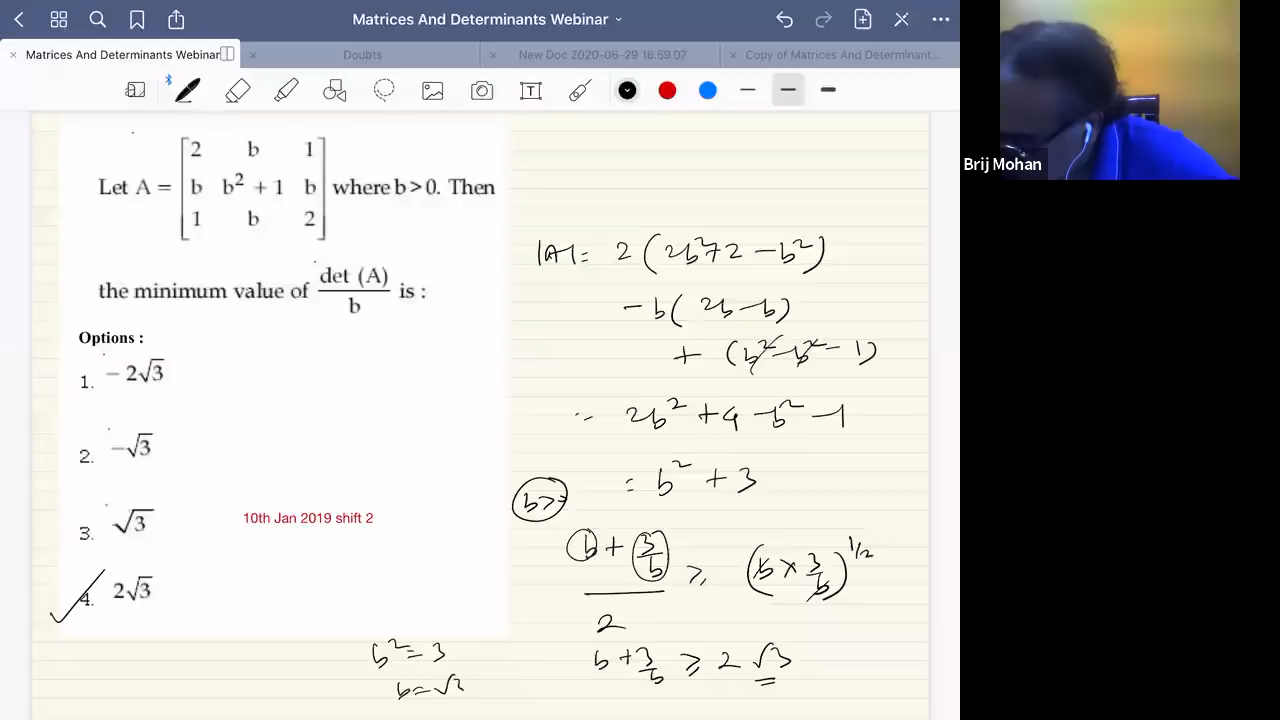 Matrices And Determinants Webinar
Matrices And Determinants Webinar
Doubts
New Doc 2020-06-29 16.59.07
Copy of Matrices And Determinant...
T
Brij Mohan
Let A = [2 b 1
b b² + 1 b
1 b 2] where b > 0. Then
the minimum value of det (A) / b is :
Options :
1. − 2√3
2. −√3
3. √3
4. 2√3
10th Jan 2019 shift 2
|A| = 2 (2b²+2 − b²)
− b( 2b − b)
+ (b² − b² − 1)
= 2b² + 4 − b² − 1
= b² + 3
b + 3/b
2
≥ (b × 3/b)^1/2
b + 3/b ≥ 2 √3
b² = 3
b = √3